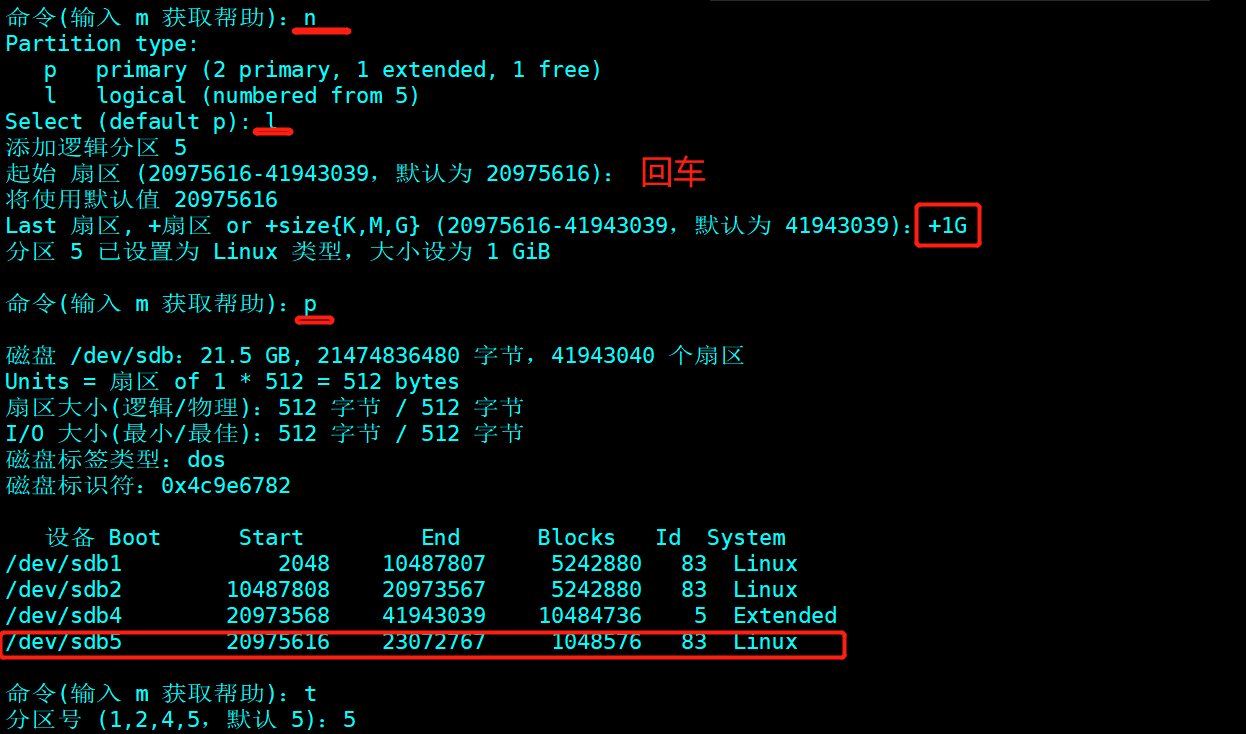 命令(输入 m 获取帮助)：n
Partition type:
   p   primary (2 primary, 1 extended, 1 free)
   l   logical (numbered from 5)
Select (default p): l
添加逻辑分区 5
起始 扇区 (20975616-41943039，默认为 20975616)： 回车
将使用默认值 20975616
Last 扇区, +扇区 or +size{K,M,G} (20975616-41943039，默认为 41943039)：+1G
分区 5 已设置为 Linux 类型，大小设为 1 GiB
命令(输入 m 获取帮助)：p
磁盘 /dev/sdb：21.5 GB, 21474836480 字节，41943040 个扇区
Units = 扇区 of 1 * 512 = 512 bytes
扇区大小(逻辑/物理)：512 字节 / 512 字节
I/O 大小(最小/最佳)：512 字节 / 512 字节
磁盘标签类型：dos
磁盘标识符：0x4c9e6782
   设备 Boot      Start         End      Blocks   Id  System
/dev/sdb1            2048    10487807     5242880   83  Linux
/dev/sdb2        10487808    20973567     5242880   83  Linux
/dev/sdb4        20973568    41943039    10484736    5  Extended
/dev/sdb5        20975616    23072767     1048576   83  Linux
命令(输入 m 获取帮助)：t
分区号 (1,2,4,5，默认 5)：5